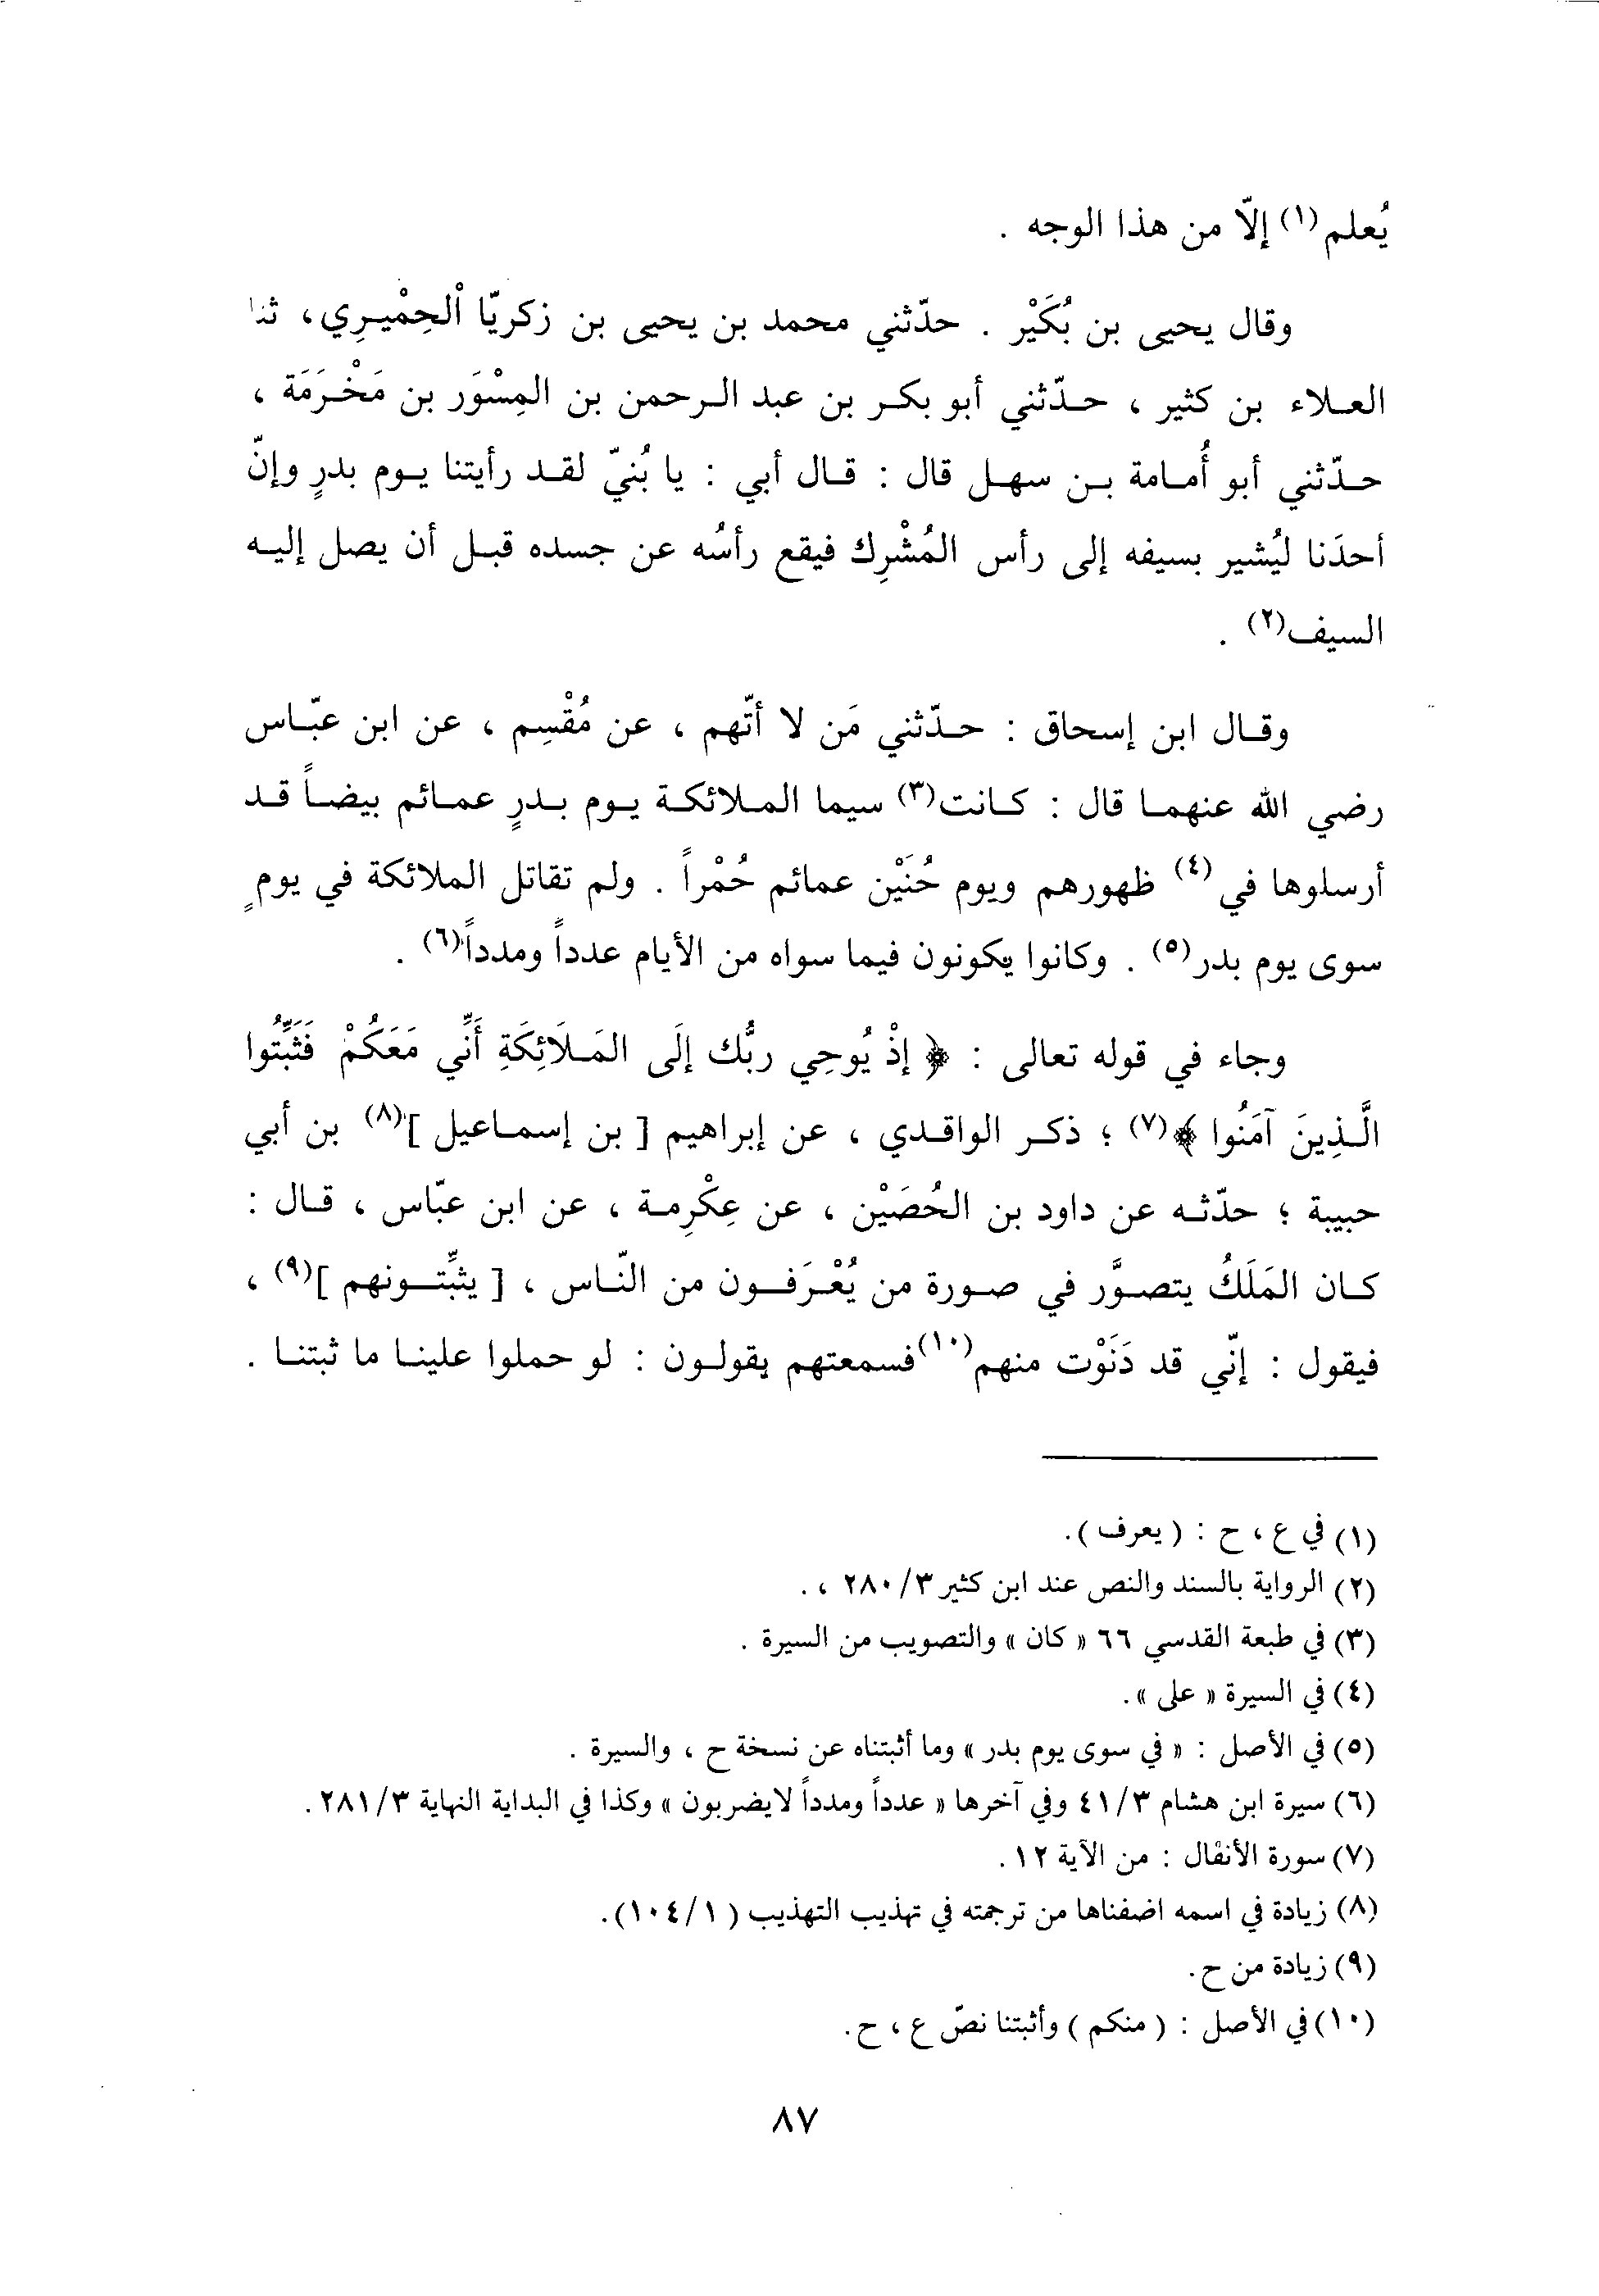 يُعلم(١) إلّا من هذا الوجه .
وقال يحيى بن بُكَيْر . حدّثني محمد بن يحيى بن زكريّا اْلحِمْيرِي، ثنا
العلاء بن كثير ، حدّثني أبو بكر بن عبد الرحمن بن المِسْوَر بن مَخْرَمَة ،
حدّثني أبو أُمامة بن سهل قال : قال أبي : يا بُنيّ لقد رأيتنا يوم بدرٍ وإنّ
أحدَنا ليُشير بسيفه إلى رأس المُشْرِك فيقع رأسُه عن جسده قبل أن يصل إليه
السيف(٢) .
وقال ابن إسحاق : حدّثني مَن لا أتّهم ، عن مُقْسِم ، عن ابن عبّاس
رضي الله عنهما قال : كانت(٣) سيما الملائكة يوم بدرٍ عمائم بيضاً قد
أرسلوها في(٤) ظهورهم ويوم حُنَيْن عمائم حُمْراً . ولم تقاتل الملائكة في يومٍ
سوى يوم بدر(٥) . وكانوا يكونون فيما سواه من الأيام عدداً ومدداً(٦) .
وجاء في قوله تعالى : ﴿ إذْ يُوحِي ربُّك إلَى المَلَائِكَةِ أَنِّي مَعَكُمْ فَثَبِّتُوا
الَّذِينَ آمَنُوا ﴾(٧) ؛ ذكر الواقدي ، عن إبراهيم [ بن إسماعيل ](٨) بن أبي
حبيبة ؛ حدّثه عن داود بن الحُصَيْن ، عن عِكْرِمة ، عن ابن عبّاس ، قال :
كان المَلَكُ يتصوَّر في صورة من يُعْرَفون من النّاس ، [ يثبِّتونهم ](٩) ،
فيقول : إنّي قد دَنَوْت منهم(١٠) فسمعتهم يقولون : لو حملوا علينا ما ثبتنا .
(١) في ع ، ح : ( يعرف ).
(٢) الرواية بالسند والنص عند ابن كثير ٢٨٠/٣ ، .
(٣) في طبعة القدسي ٦٦ « كان » والتصويب من السيرة .
(٤) في السيرة « على ».
(٥) في الأصل : « في سوى يوم بدر » وما أثبتناه عن نسخة ح ، والسيرة .
(٦) سيرة ابن هشام ٤١/٣ وفي آخرها « عدداً ومدداً لا يضربون » وكذا في البداية النهاية ٢٨١/٣ .
(٧) سورة الأنفال : من الآية ١٢ .
(٨) زيادة في اسمه اضفناها من ترجمته في تهذيب التهذيب ( ١٠٤/١ ).
(٩) زيادة من ح.
(١٠) في الأصل : ( منكم ) وأثبتنا نصّ ع ، ح.
٨٧